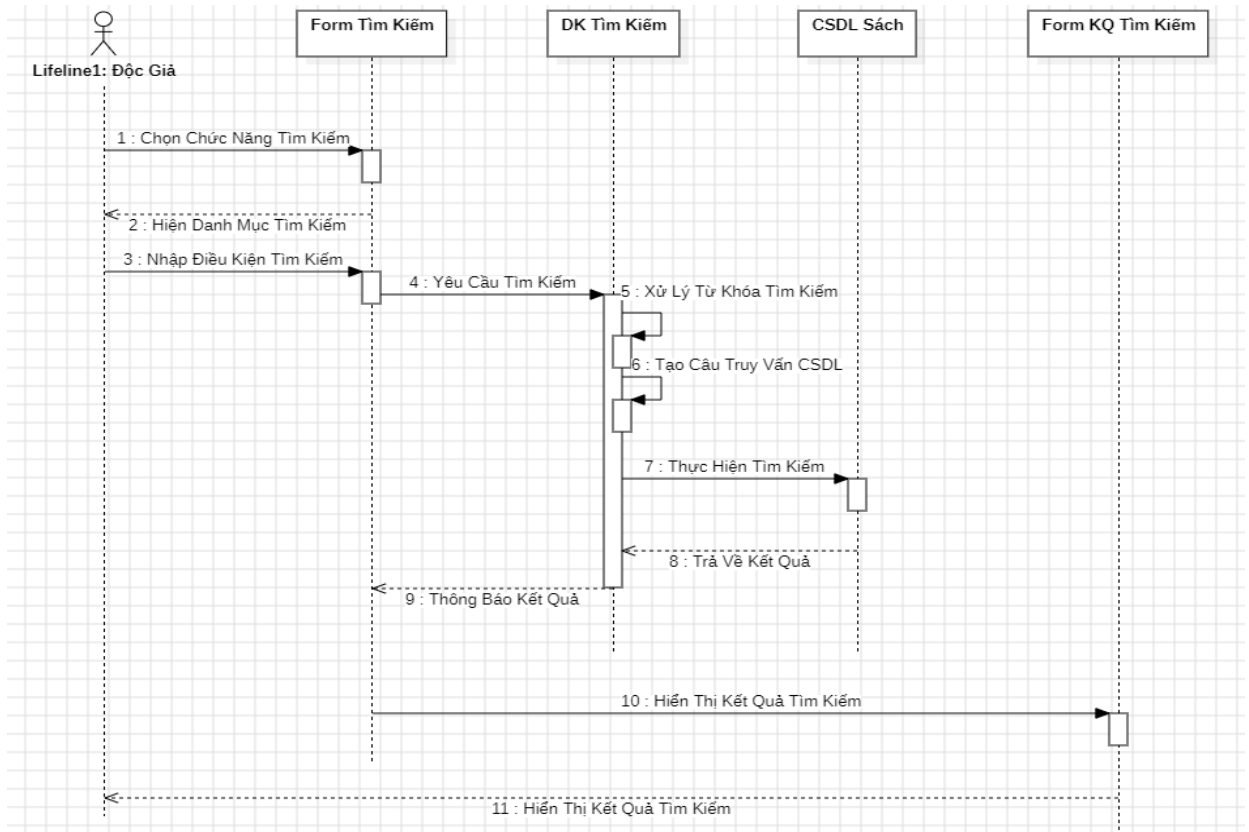 Form Tìm Kiếm
DK Tìm Kiếm
CSDL Sách
Form KQ Tìm Kiếm
Lifeline1: Độc Giả
1 : Chọn Chức Năng Tìm Kiếm
2 : Hiện Danh Mục Tìm Kiếm
3 : Nhập Điều Kiện Tìm Kiếm
4 : Yêu Cầu Tìm Kiếm
5 : Xử Lý Từ Khóa Tìm Kiếm
6 : Tạo Câu Truy Vấn CSDL
7 : Thực Hiện Tìm Kiếm
8 : Trả Về Kết Quả
9 : Thông Báo Kết Quả
10 : Hiển Thị Kết Quả Tìm Kiếm
11 : Hiển Thị Kết Quả Tìm Kiếm